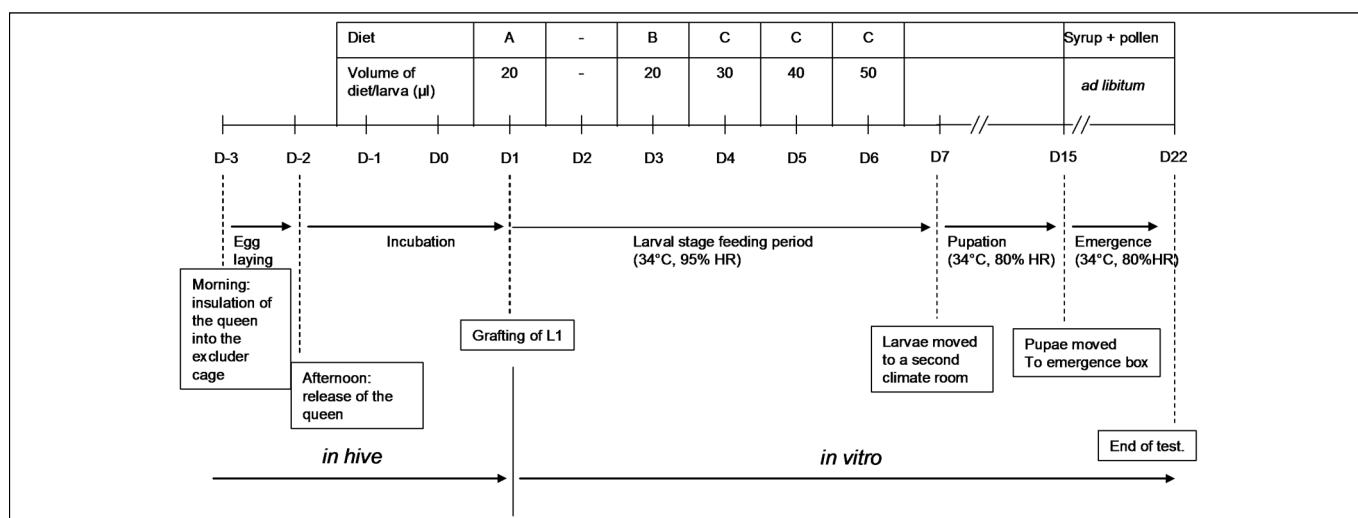 Diet A - B C C C Syrup + pollen
Volume of
diet/larva (µl) 20 - 20 30 40 50 ad libitum
D-3 D-2 D-1 D0 D1 D2 D3 D4 D5 D6 D7 D15 D22
Egg
laying
Incubation
Larval stage feeding period
(34°C, 95% HR)
Pupation
(34°C, 80% HR)
Emergence
(34°C, 80%HR)
Morning:
insulation of
the queen
into the
excluder
cage
Afternoon:
release of the
queen
Grafting of L1
Larvae moved
to a second
climate room
Pupae moved
To emergence box
End of test.
in hive
in vitro